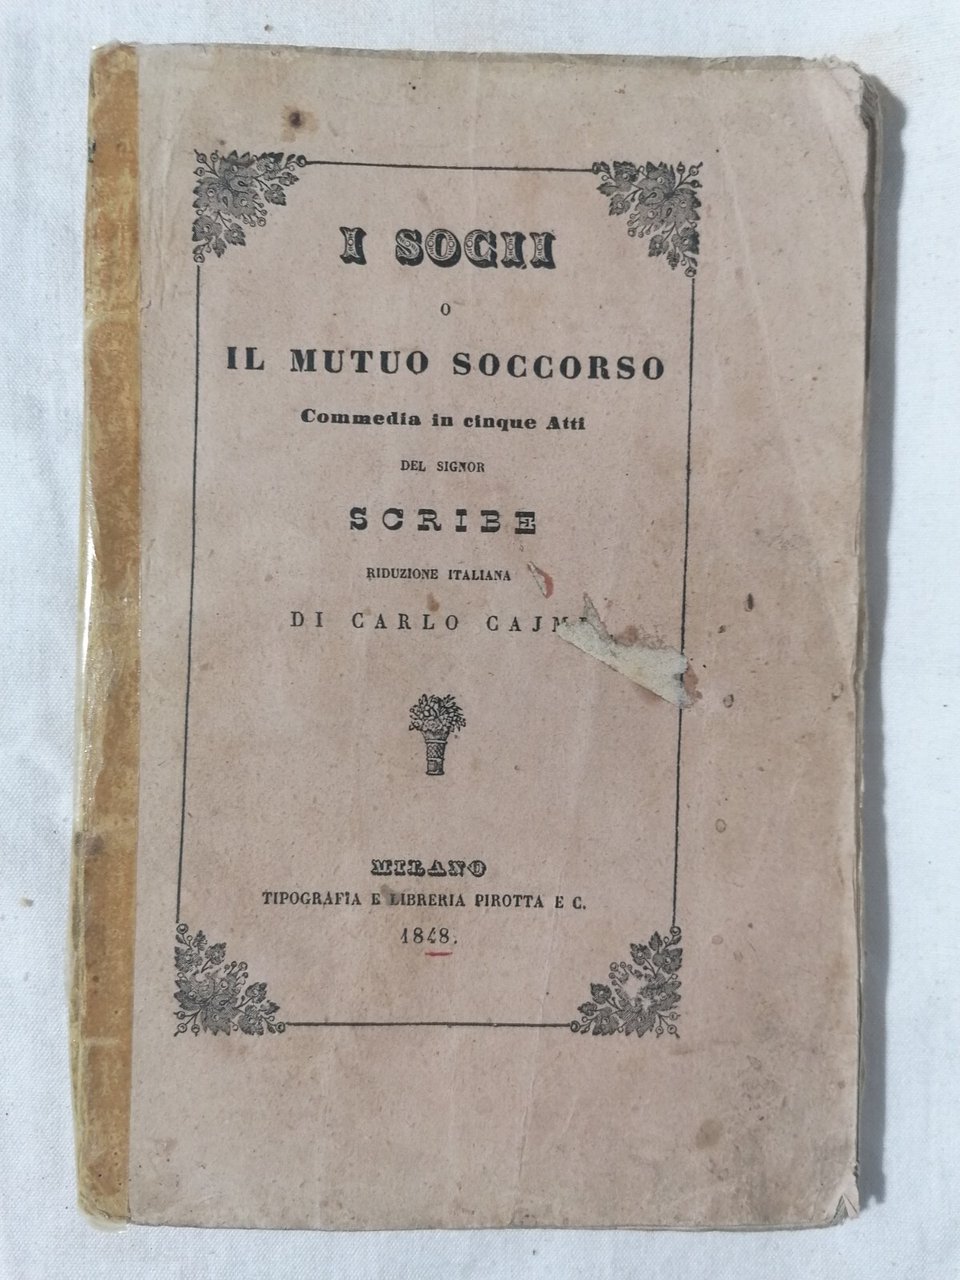 I SOCII
O
IL MUTUO SOCCORSO
Commedia in cinque Atti
DEL SIGNOR
SCRIBE
RIDUZIONE ITALIANA
DI CARLO
MILANO
TIPOGRAFIA E LIBRERIA PIROTTA E C.
1848.